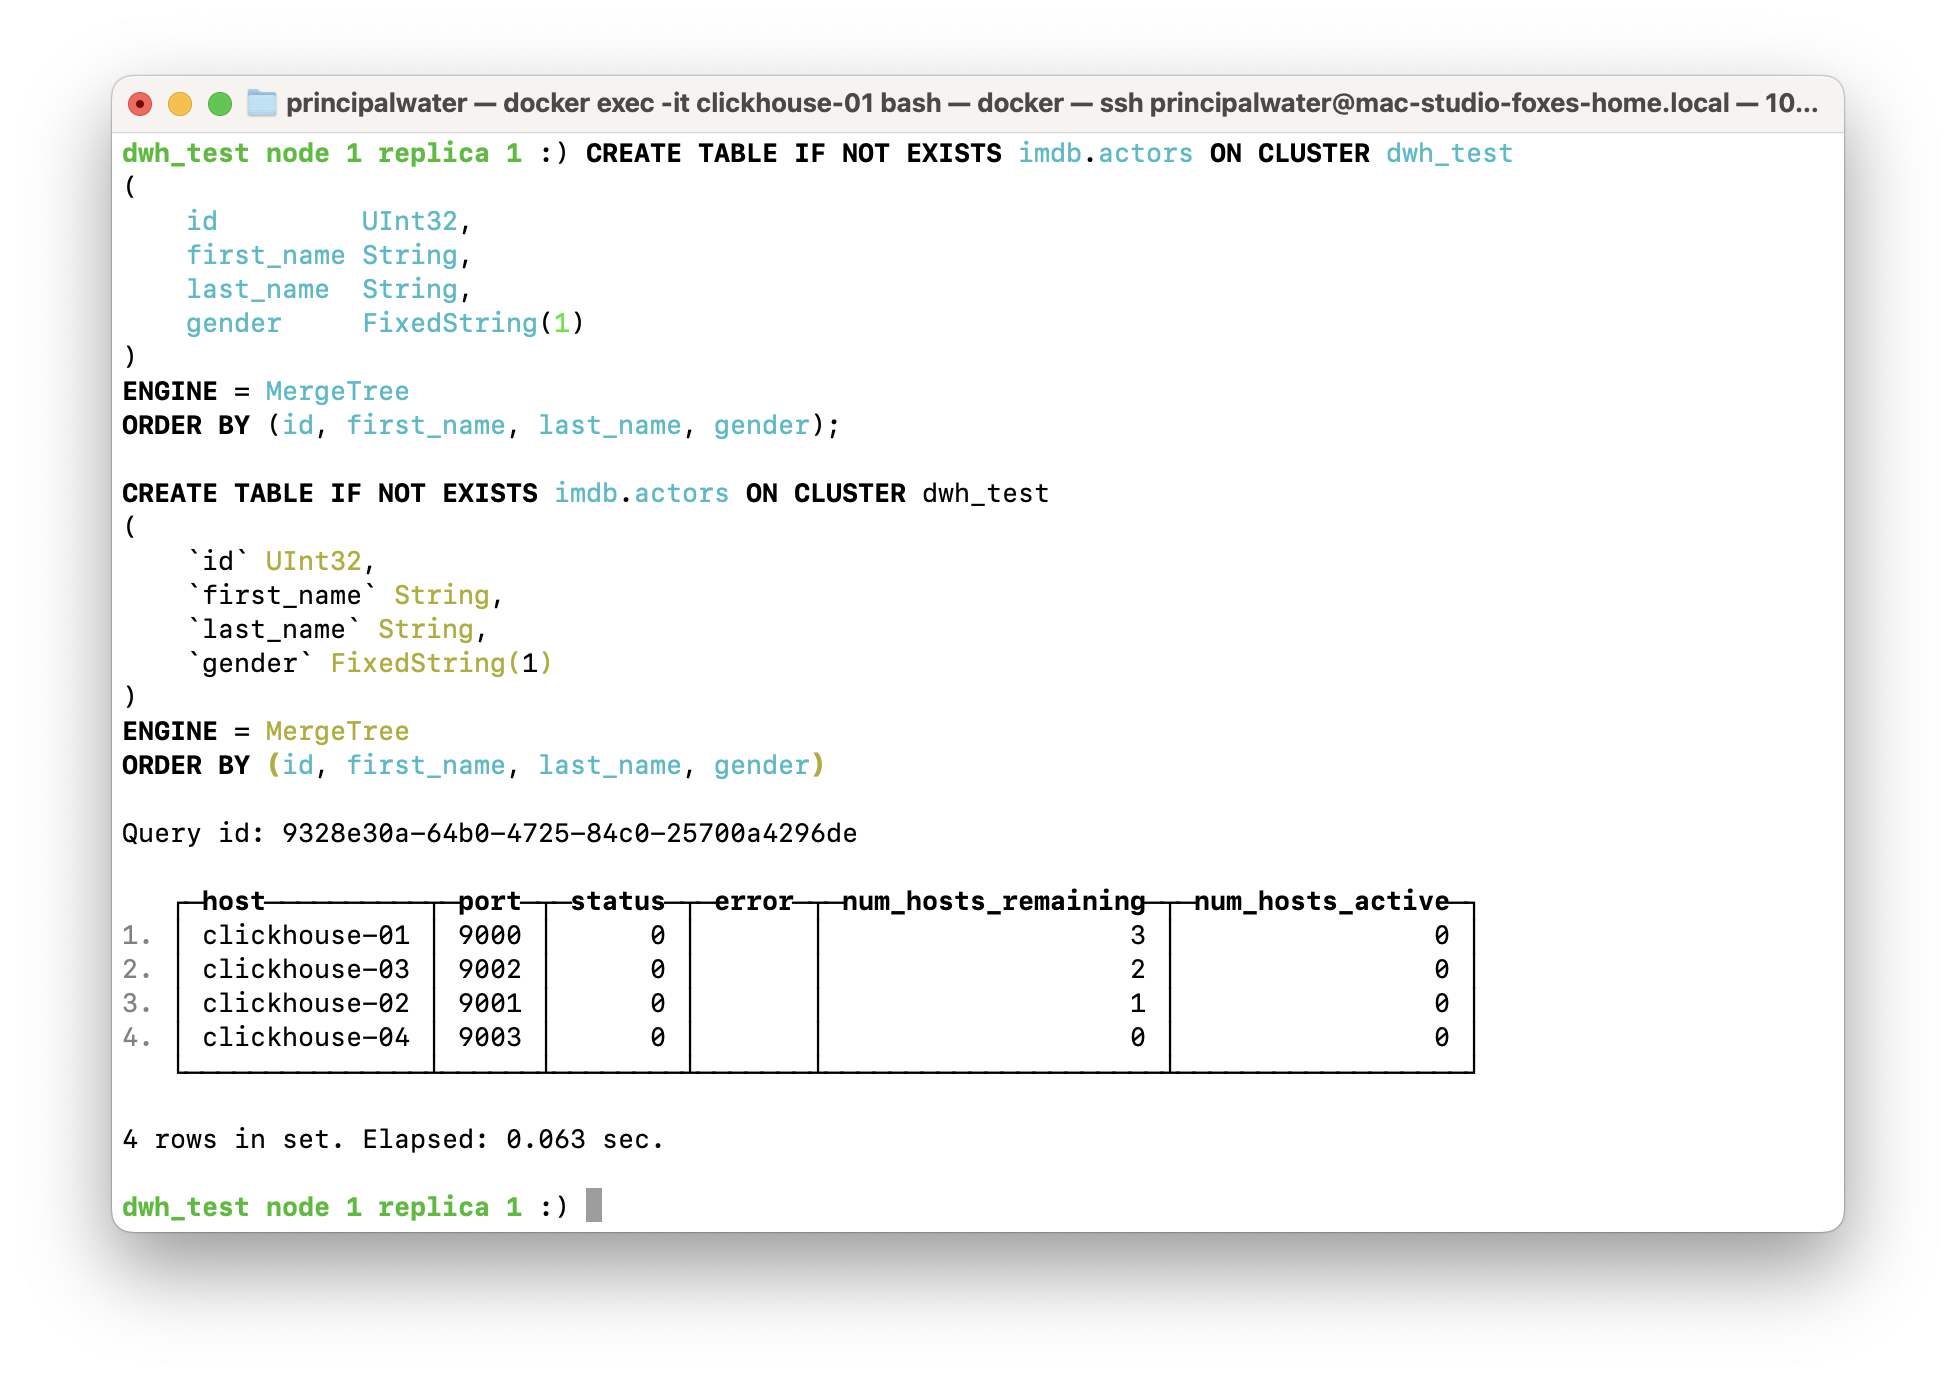 principalwater — docker exec -it clickhouse-01 bash — docker — ssh principalwater@mac-studio-foxes-home.local — 10...
dwh_test node 1 replica 1 :) CREATE TABLE IF NOT EXISTS imdb.actors ON CLUSTER dwh_test
(
    id         UInt32,
    first_name String,
    last_name  String,
    gender     FixedString(1)
)
ENGINE = MergeTree
ORDER BY (id, first_name, last_name, gender);

CREATE TABLE IF NOT EXISTS imdb.actors ON CLUSTER dwh_test
(
    `id` UInt32,
    `first_name` String,
    `last_name` String,
    `gender` FixedString(1)
)
ENGINE = MergeTree
ORDER BY (id, first_name, last_name, gender)

Query id: 9328e30a-64b0-4725-84c0-25700a4296de

host port status error num_hosts_remaining num_hosts_active
1. clickhouse-01 9000 0 3 0
2. clickhouse-03 9002 0 2 0
3. clickhouse-02 9001 0 1 0
4. clickhouse-04 9003 0 0 0

4 rows in set. Elapsed: 0.063 sec.

dwh_test node 1 replica 1 :)